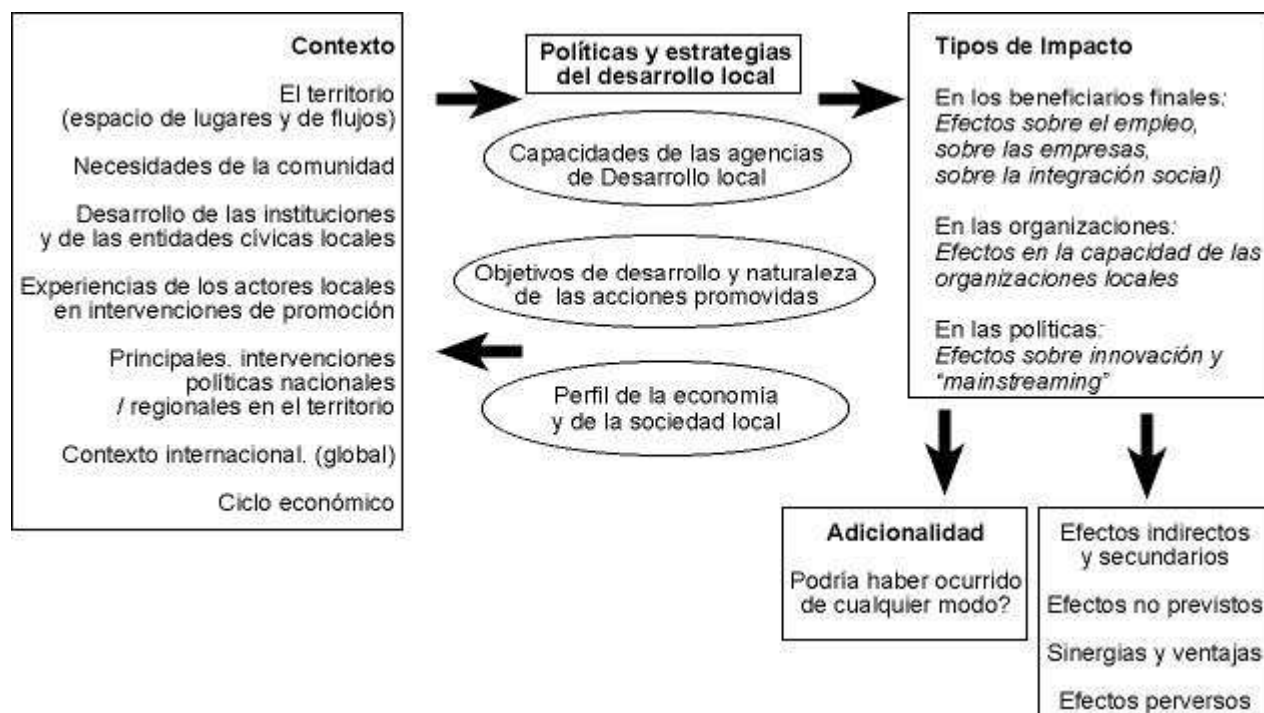 Contexto
El territorio
(espacio de lugares y de flujos)
Necesidades de la comunidad
Desarrollo de las instituciones
y de las entidades cívicas locales
Experiencias de los actores locales
en intervenciones de promoción
Principales. intervenciones
políticas nacionales
/ regionales en el territorio
Contexto internacional. (global)
Ciclo económico
Políticas y estrategias
del desarrollo local
Capacidades de las agencias
de Desarrollo local
Objetivos de desarrollo y naturaleza
de las acciones promovidas
Perfil de la economía
y de la sociedad local
Tipos de Impacto
En los beneficiarios finales:
Efectos sobre el empleo,
sobre las empresas,
sobre la integración social)
En las organizaciones:
Efectos en la capacidad de las
organizaciones locales
En las políticas:
Efectos sobre innovación y
“mainstreaming”
Adicionalidad
Podría haber ocurrido
de cualquier modo?
Efectos indirectos
y secundarios
Efectos no previstos
Sinergias y ventajas
Efectos perversos